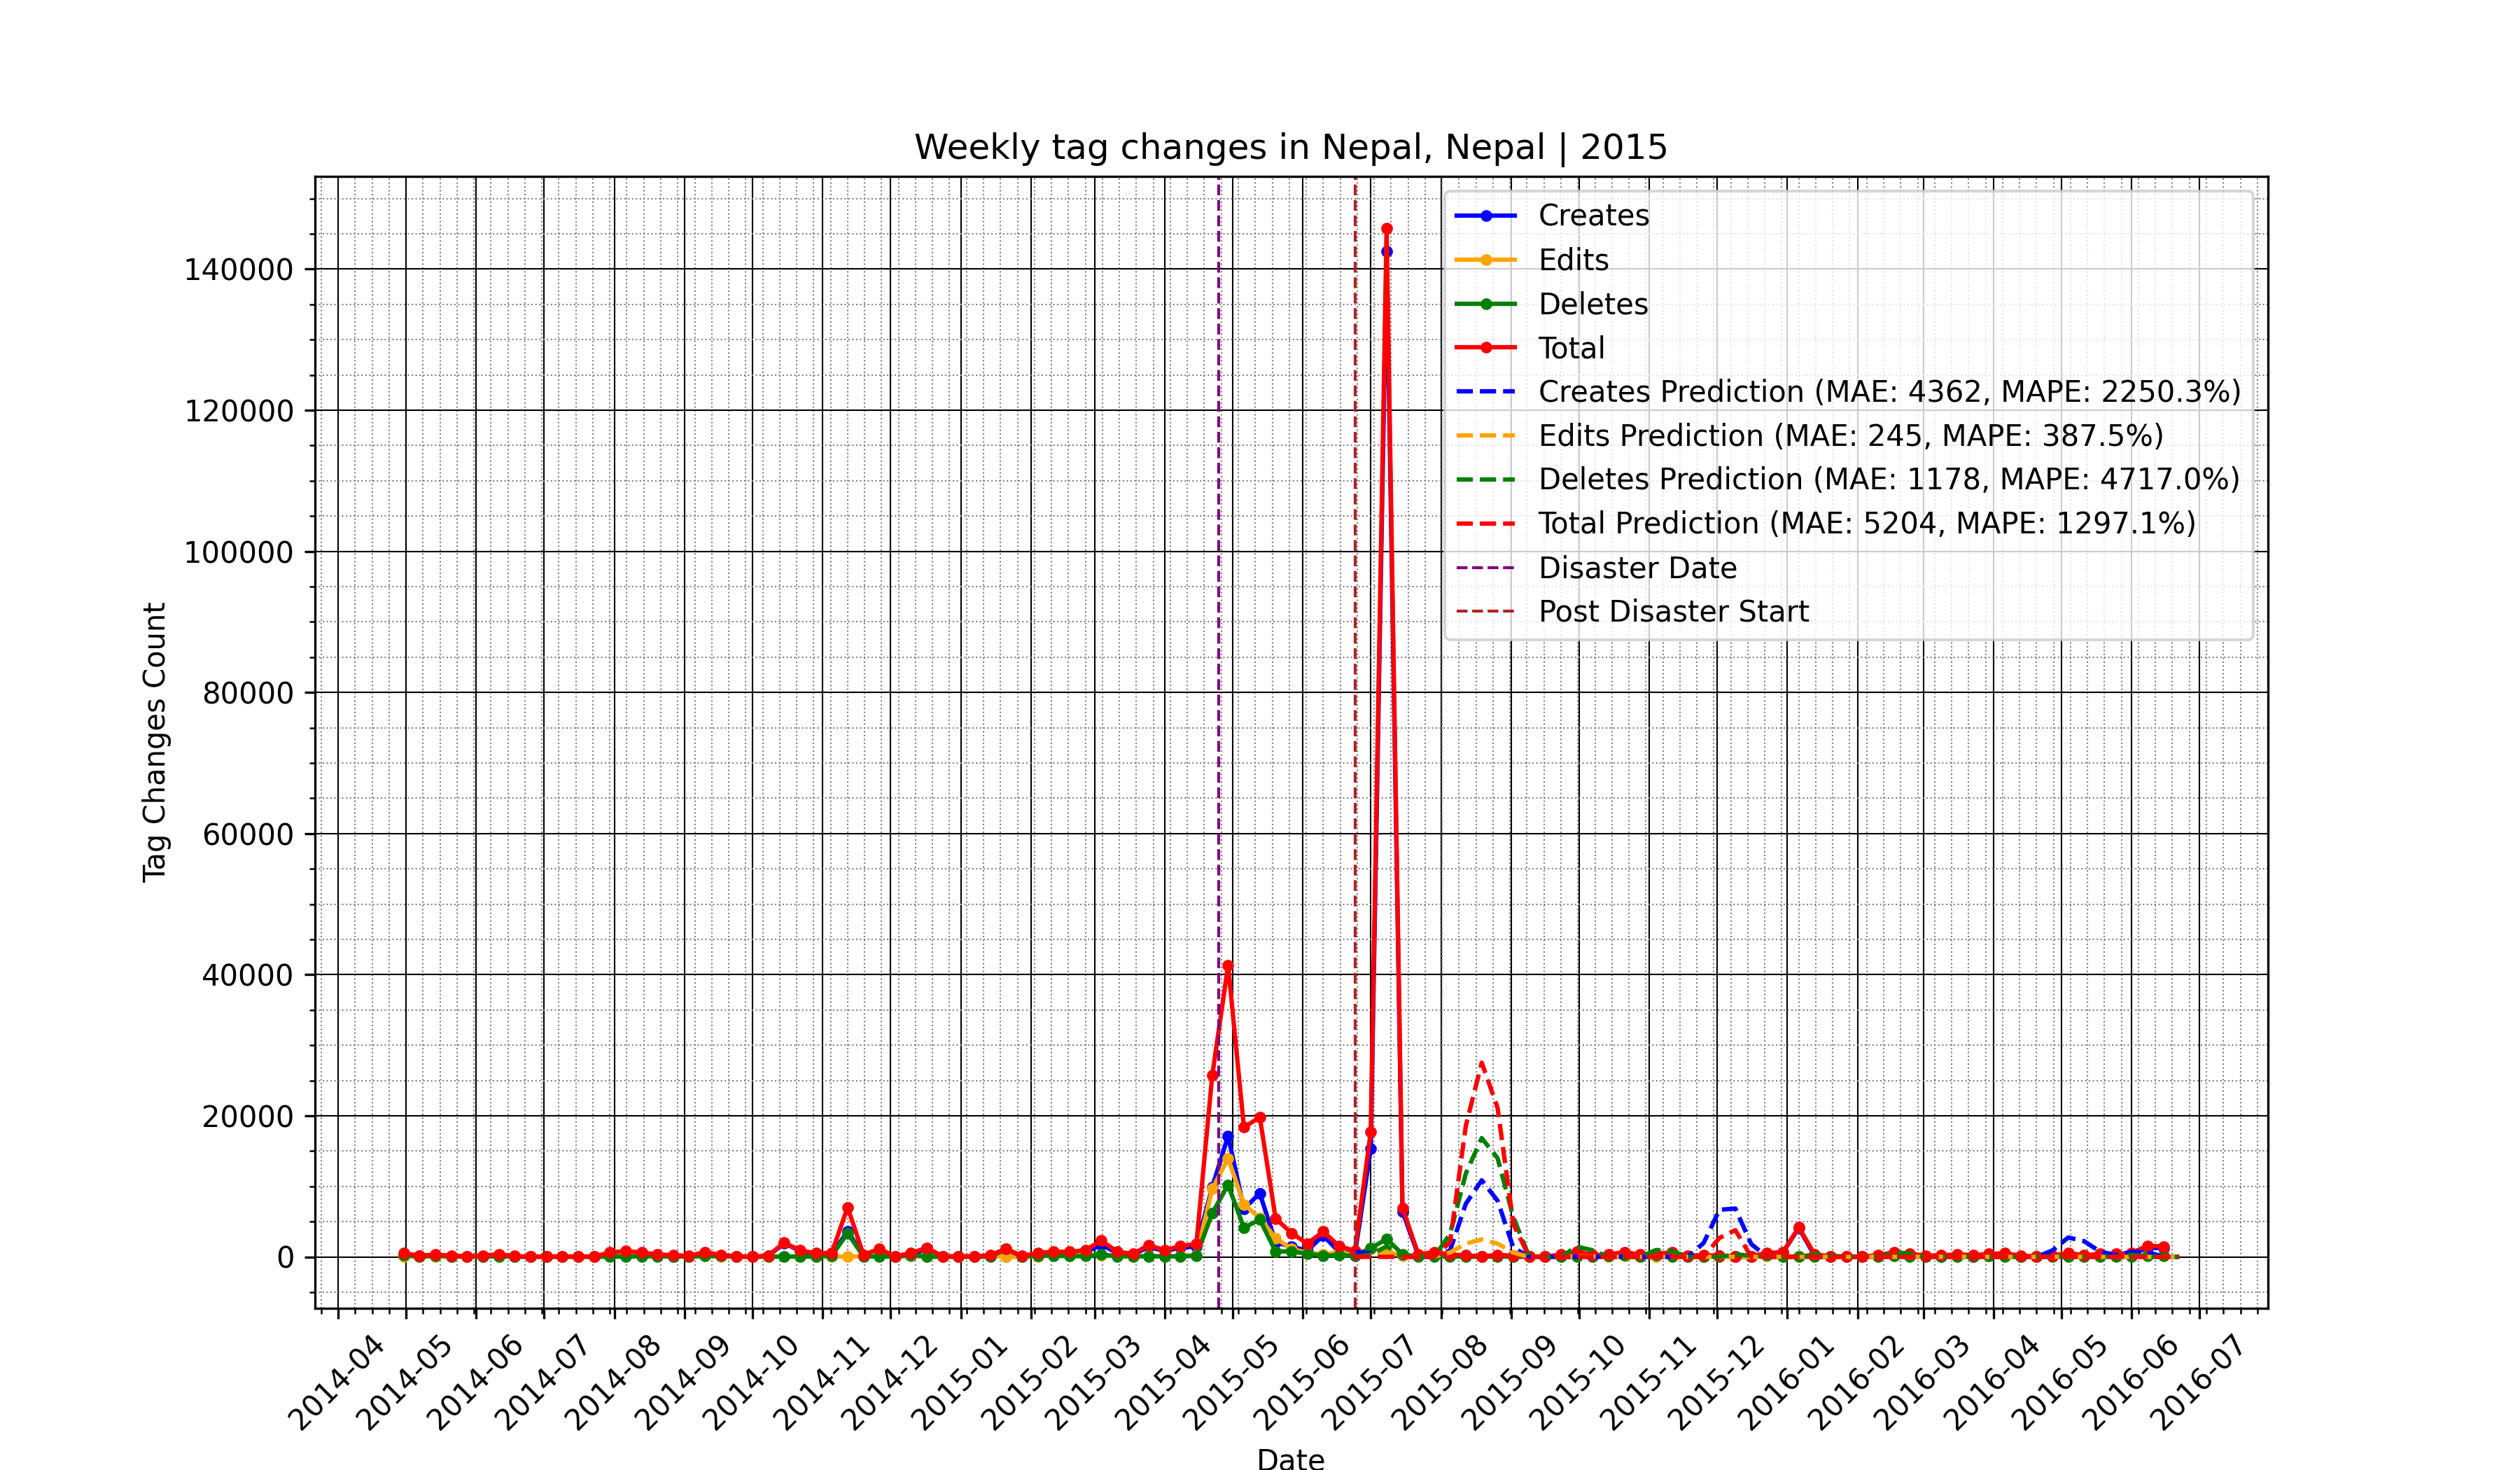 Weekly tag changes in Nepal, Nepal | 2015
Tag Changes Count
140000
120000
100000
80000
60000
40000
20000
0
Creates
Edits
Deletes
Total
Creates Prediction (MAE: 4362, MAPE: 2250.3%)
Edits Prediction (MAE: 245, MAPE: 387.5%)
Deletes Prediction (MAE: 1178, MAPE: 4717.0%)
Total Prediction (MAE: 5204, MAPE: 1297.1%)
Disaster Date
Post Disaster Start
2014-04
2014-05
2014-06
2014-07
2014-08
2014-09
2014-10
2014-11
2014-12
2015-01
2015-02
2015-03
2015-04
2015-05
2015-06
2015-07
2015-08
2015-09
2015-10
2015-11
2015-12
2016-01
2016-02
2016-03
2016-04
2016-05
2016-06
2016-07
Date